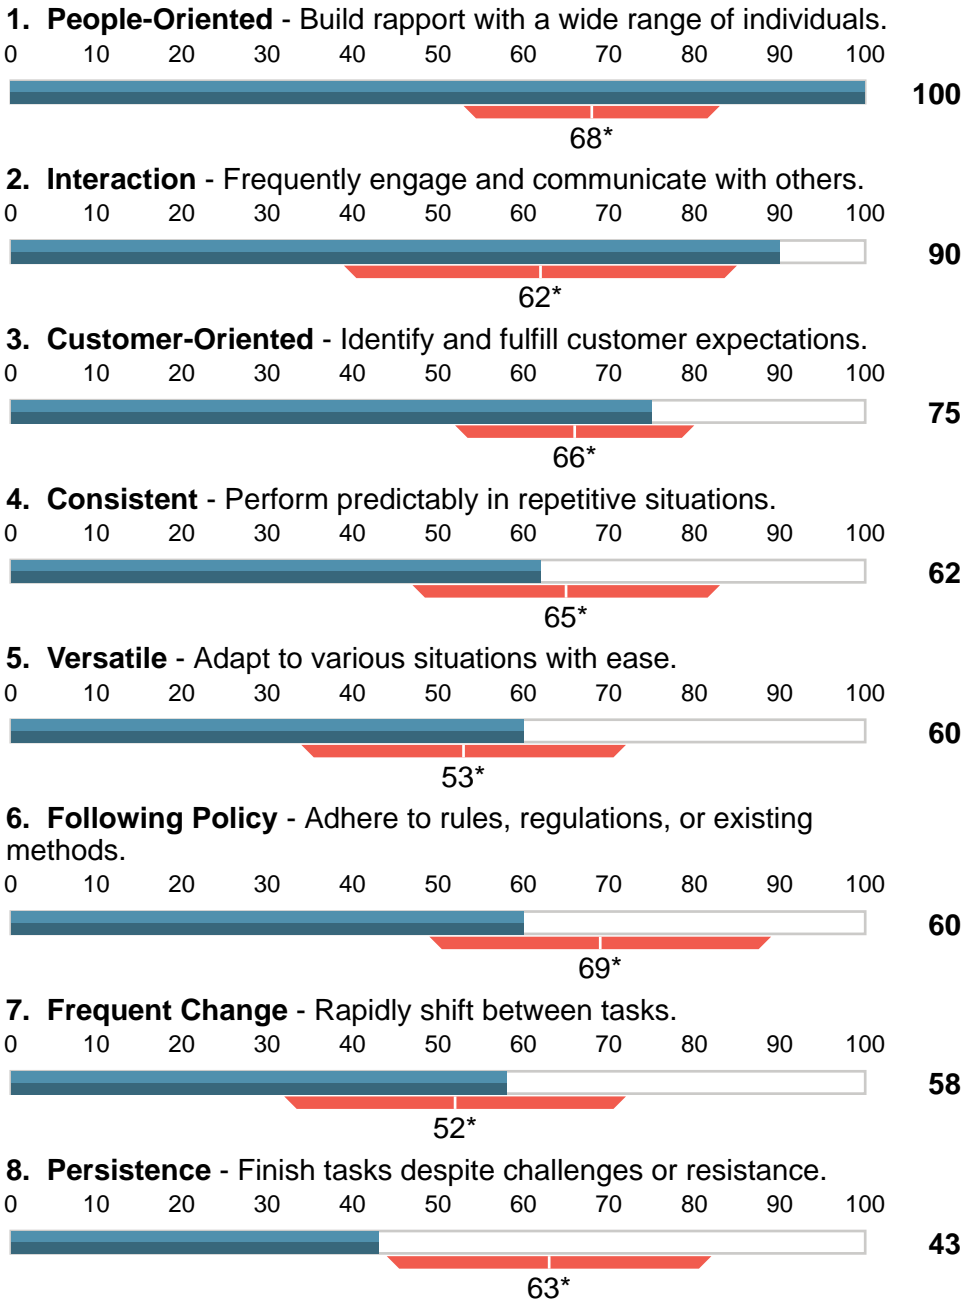 1. People-Oriented - Build rapport with a wide range of individuals.
0 10 20 30 40 50 60 70 80 90 100
100
68*
2. Interaction - Frequently engage and communicate with others.
0 10 20 30 40 50 60 70 80 90 100
90
62*
3. Customer-Oriented - Identify and fulfill customer expectations.
0 10 20 30 40 50 60 70 80 90 100
75
66*
4. Consistent - Perform predictably in repetitive situations.
0 10 20 30 40 50 60 70 80 90 100
62
65*
5. Versatile - Adapt to various situations with ease.
0 10 20 30 40 50 60 70 80 90 100
60
53*
6. Following Policy - Adhere to rules, regulations, or existing
methods.
0 10 20 30 40 50 60 70 80 90 100
60
69*
7. Frequent Change - Rapidly shift between tasks.
0 10 20 30 40 50 60 70 80 90 100
58
52*
8. Persistence - Finish tasks despite challenges or resistance.
0 10 20 30 40 50 60 70 80 90 100
43
63*